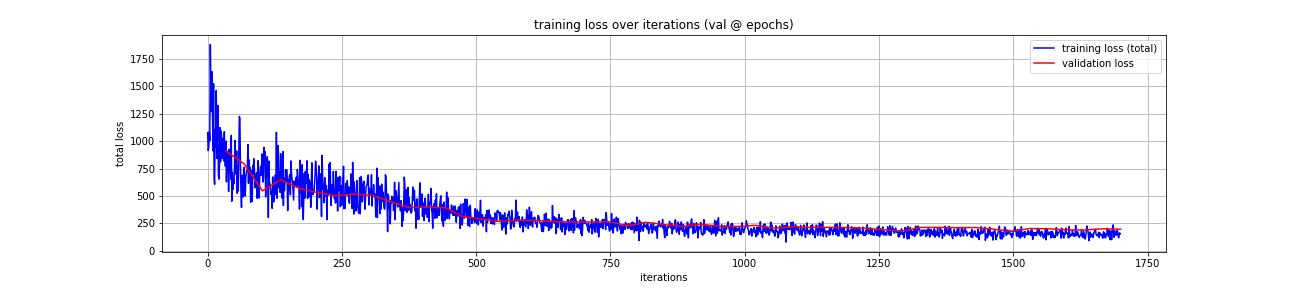 training loss over iterations (val @ epochs)
training loss (total)
validation loss
total loss
1750
1500
1250
1000
750
500
250
0
0 250 500 750 1000 1250 1500 1750
iterations